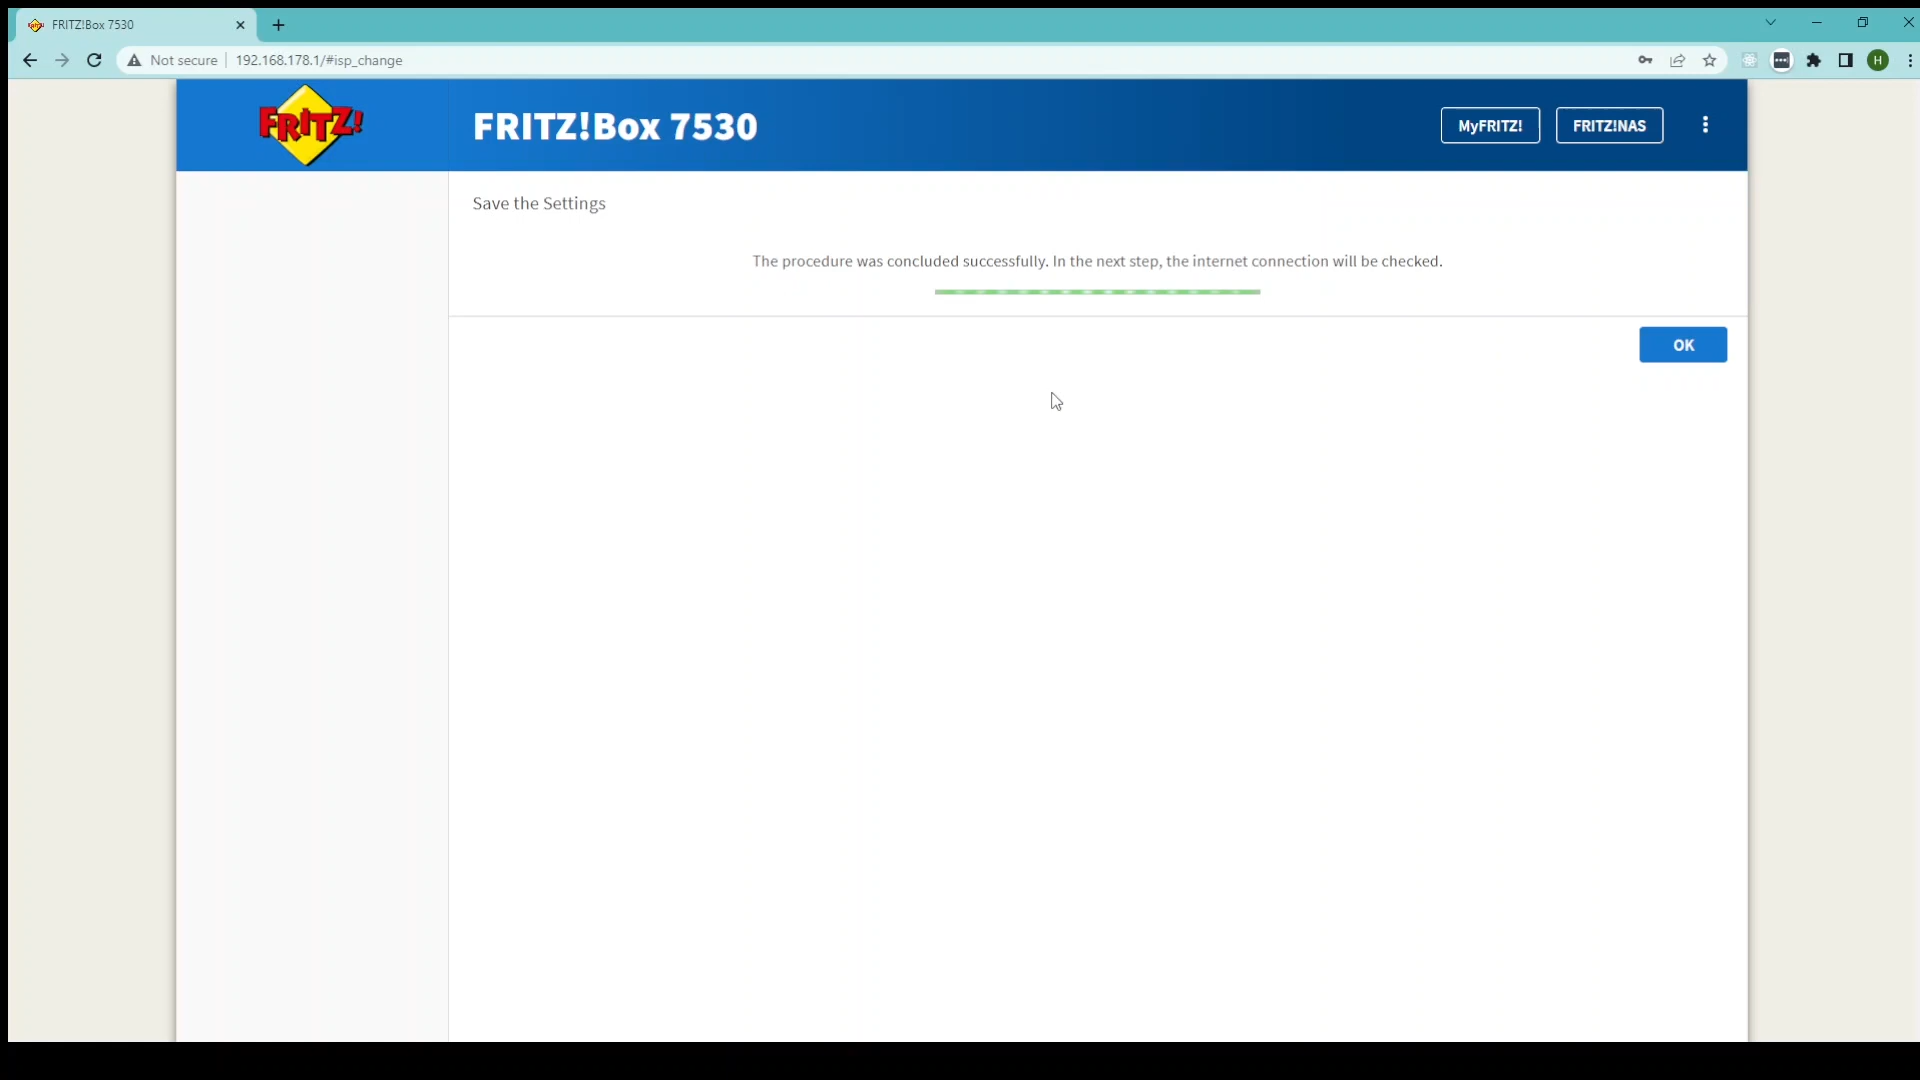 FRITZ!Box 7530
Not secure
192.168.178.1/#isp_change
H
FRITZ!
FRITZ!Box 7530
MyFRITZ!
FRITZ!NAS
Save the Settings
The procedure was concluded successfully. In the next step, the internet connection will be checked.
OK